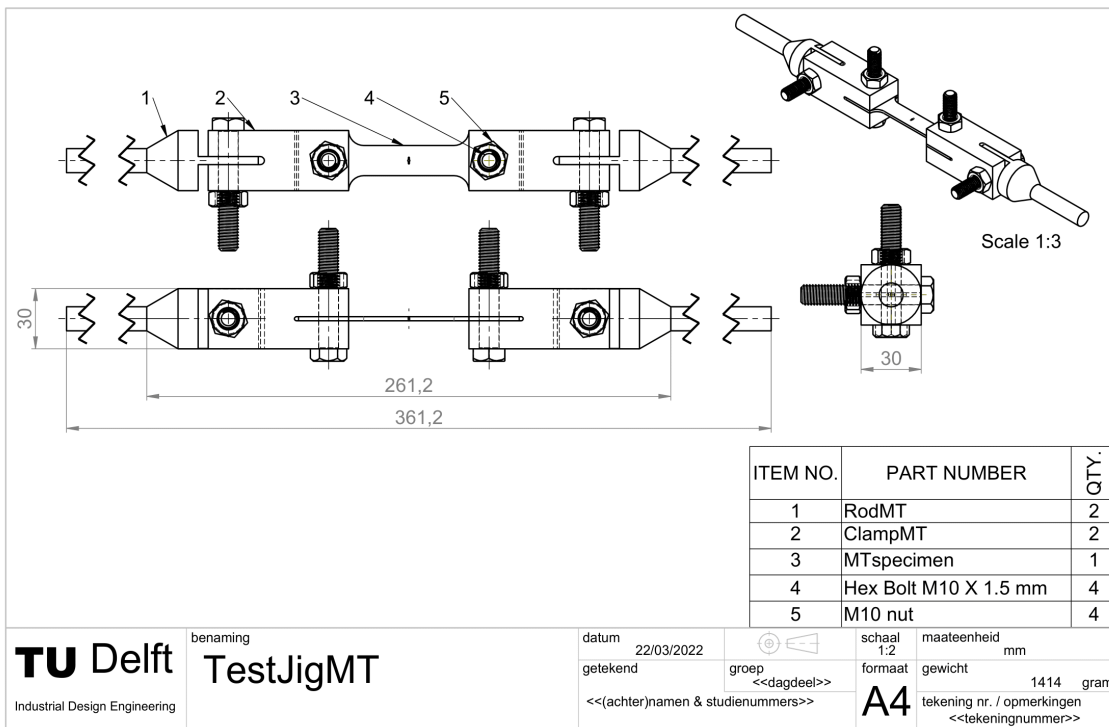 1
2
3
4
5
Scale 1:3
30
30
261,2
361,2
ITEM NO. PART NUMBER QTY.
1 RodMT 2
2 ClampMT 2
3 MTspecimen 1
4 Hex Bolt M10 X 1.5 mm 4
5 M10 nut 4
TU Delft
Industrial Design Engineering
benaming
TestJigMT
datum
22/03/2022
schaal
1:2
maateenheid
mm
getekend
<<(achter)namen & studienummers>>
groep
<<dagdeel>>
formaat
A4
gewicht
1414 gram
tekening nr. / opmerkingen
<<tekeningnummer>>